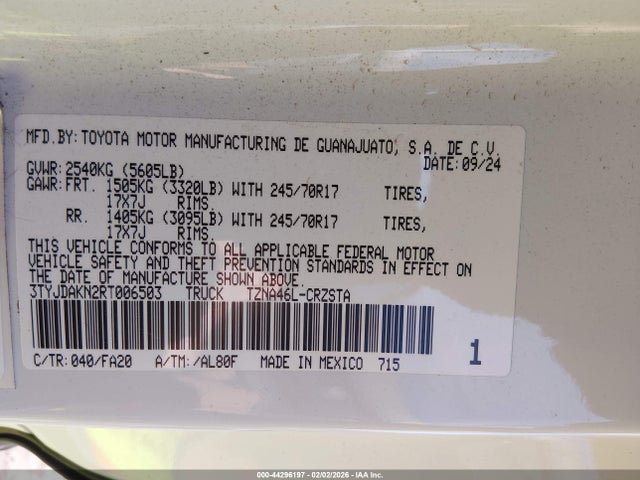 MFD.BY:TOYOTA MOTOR MANUFACTURING DE GUANAJUATO, S.A. DE C.V.
GVWR:2540KG (5605LB) DATE:09/24
GAWR:FRT. 1505KG (3320LB) WITH 245/70R17 TIRES,
17X7J RIMS.
RR. 1405KG (3095LB) WITH 245/70R17 TIRES,
17X7J RIMS.
THIS VEHICLE CONFORMS TO ALL APPLICABLE FEDERAL MOTOR
VEHICLE SAFETY AND THEFT PREVENTION STANDARDS IN EFFECT ON
THE DATE OF MANUFACTURE SHOWN ABOVE.
3TYJDAKN2RT006503 TRUCK TZNA46L-CRZSTA
1
C/TR:040/FA20 A/TM:/AL80F MADE IN MEXICO 715
000-44296197 - 02/02/2026 - IAA Inc.